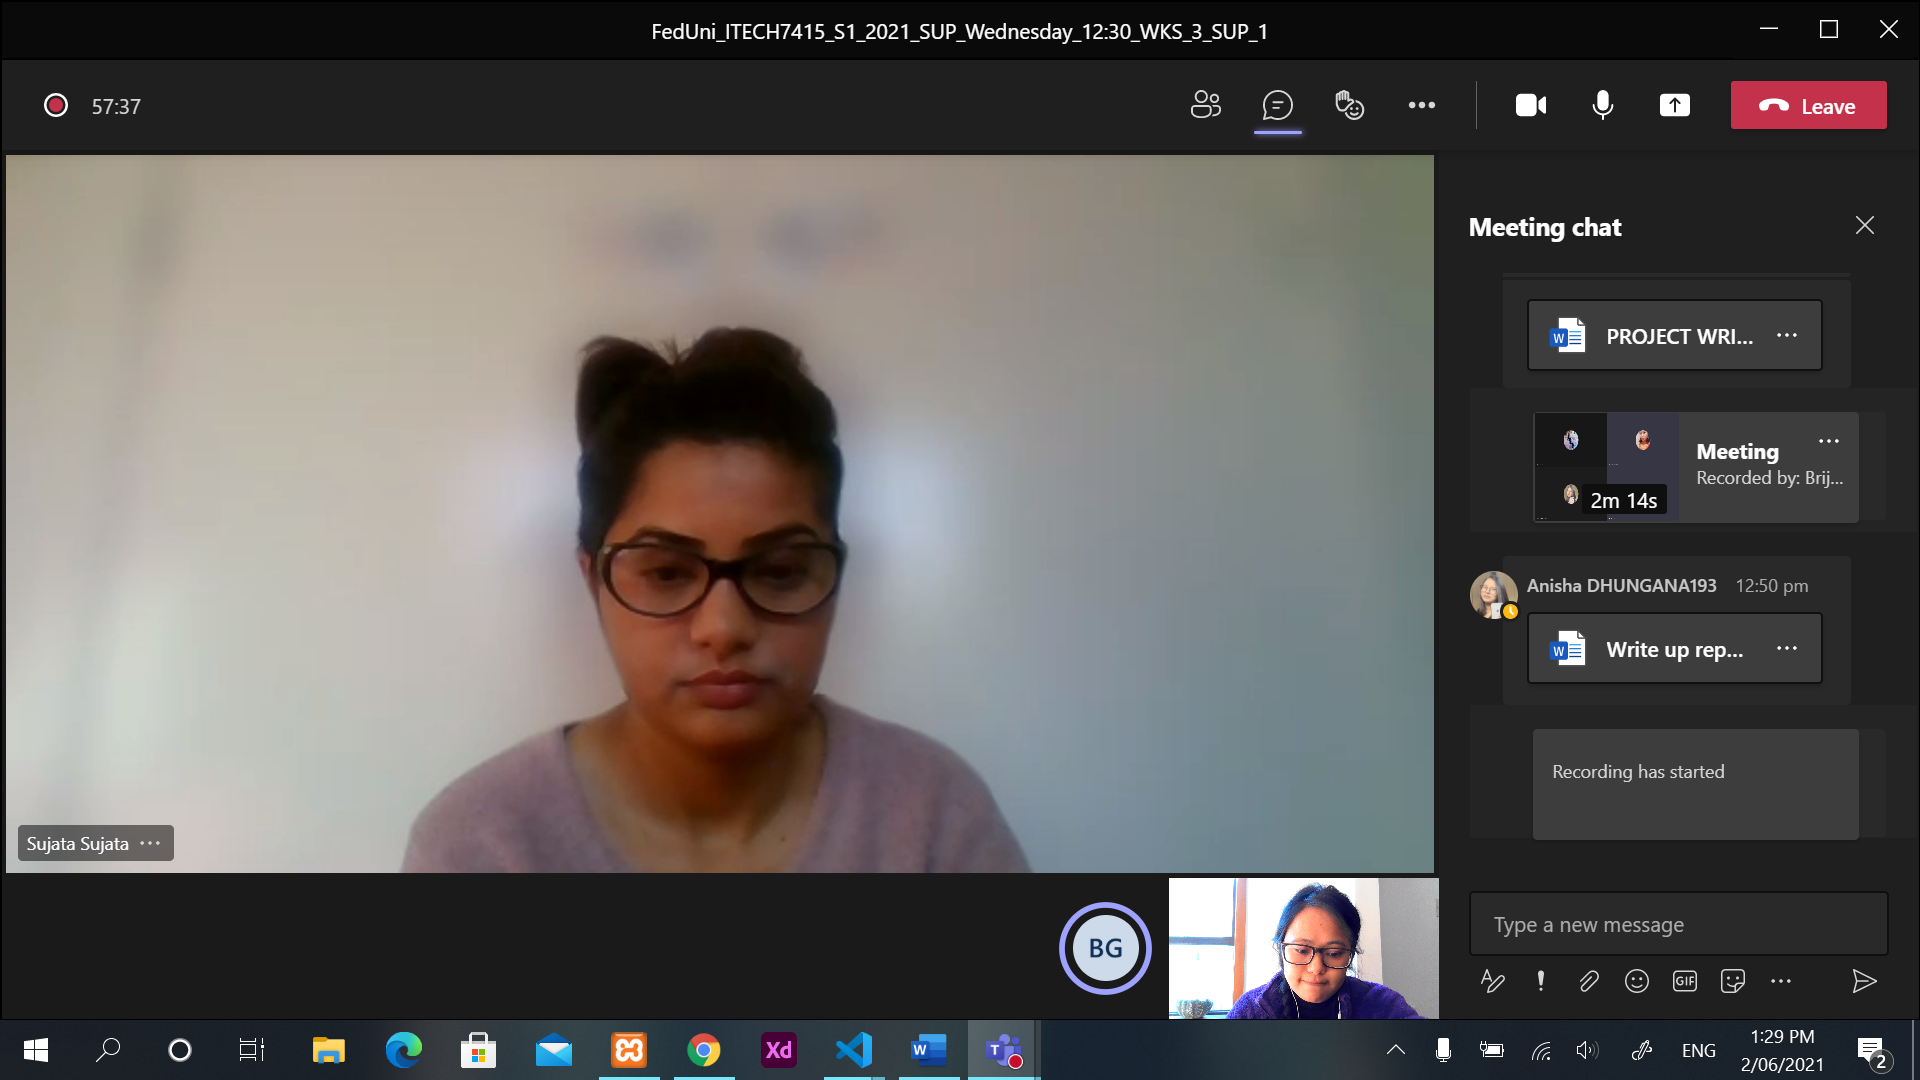 FedUni_ITECH7415_S1_2021_SUP_Wednesday_12:30_WKS_3_SUP_1
57:37
Leave
Meeting chat
PROJECT WRI...
Meeting
Recorded by: Brij...
2m 14s
Anisha DHUNGANA193 12:50 pm
Write up rep...
Recording has started
Sujata Sujata
BG
Type a new message
GIF
Xd
W
T
ENG
1:29 PM
2/06/2021
2